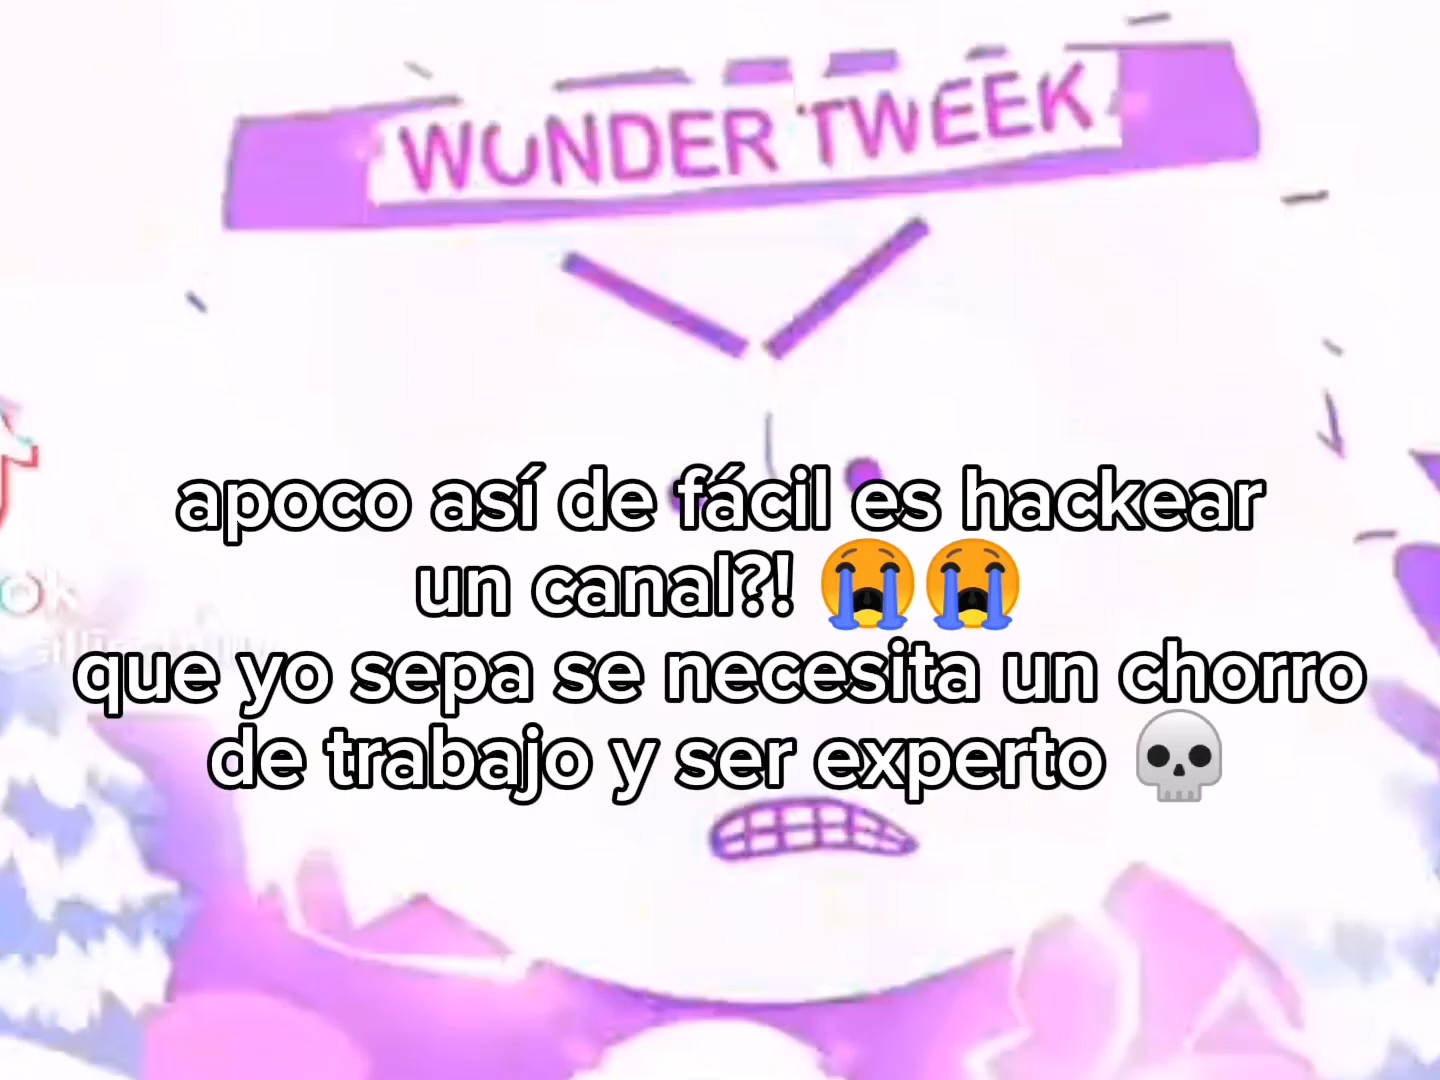 WUNDER TWEEK
apoco así de fácil es hackear
un canal?! 😭😭
que yo sepa se necesita un chorro
de trabajo y ser experto 💀